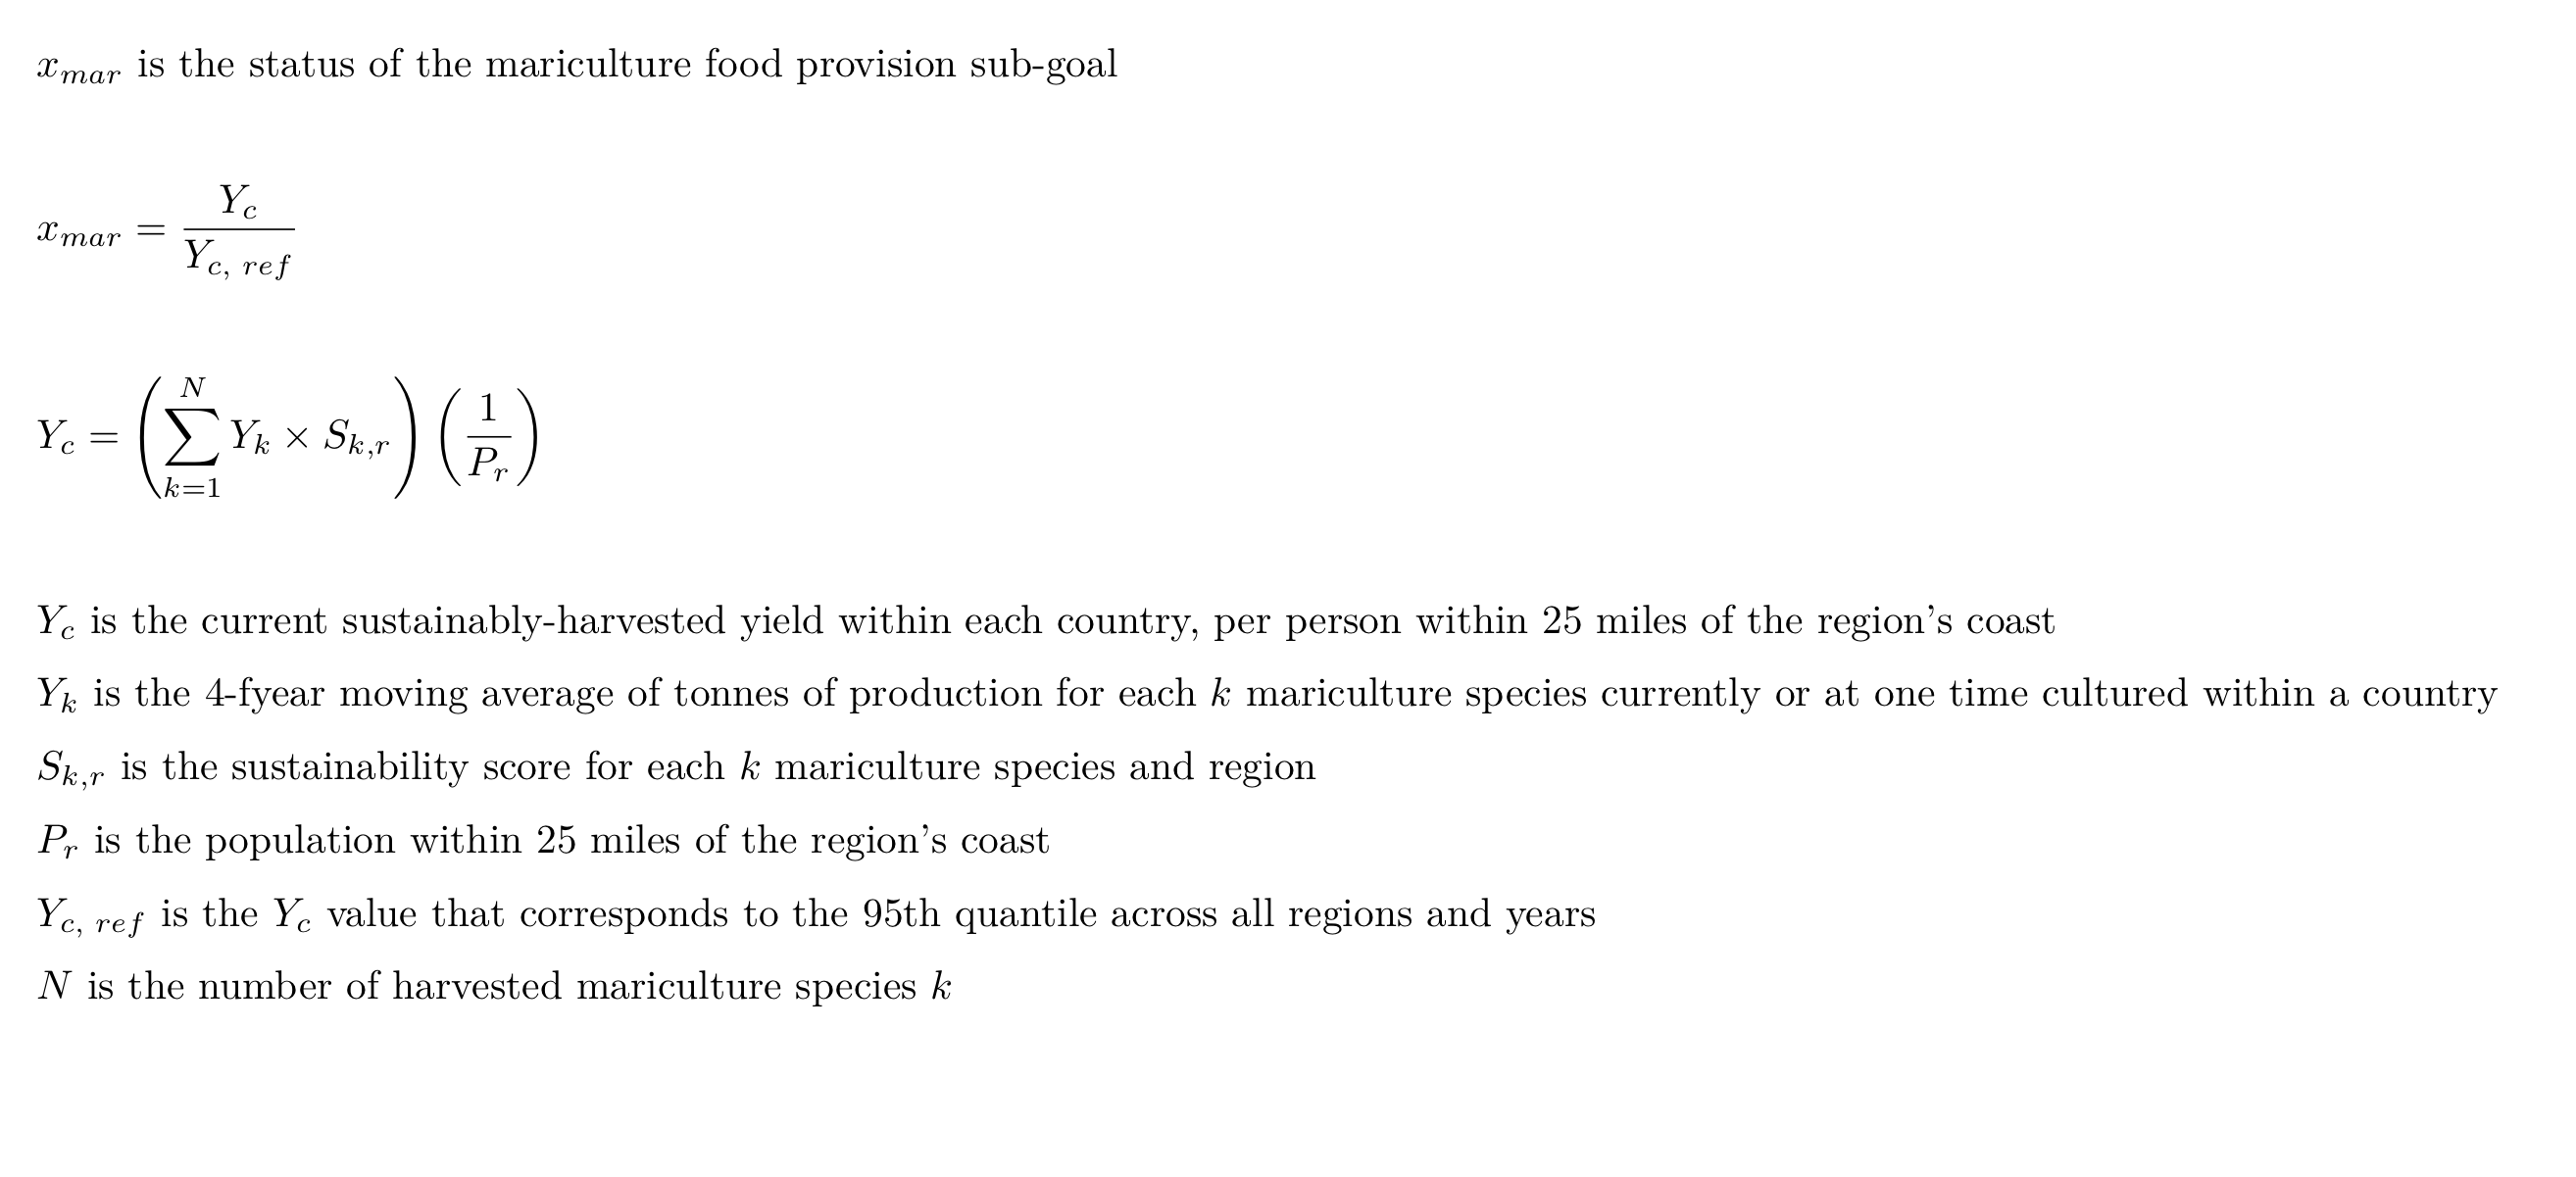 x_{mar} is the status of the mariculture food provision sub-goal
x_{mar} = \frac{Y_c}{Y_{c, ref}}
Y_c = \left( \sum_{k=1}^{N} Y_k \times S_{k,r} \right) \left( \frac{1}{P_r} \right)
Y_c is the current sustainably-harvested yield within each country, per person within 25 miles of the region's coast
Y_k is the 4-fyear moving average of tonnes of production for each k mariculture species currently or at one time cultured within a country
S_{k,r} is the sustainability score for each k mariculture species and region
P_r is the population within 25 miles of the region's coast
Y_{c, ref} is the Y_c value that corresponds to the 95th quantile across all regions and years
N is the number of harvested mariculture species k